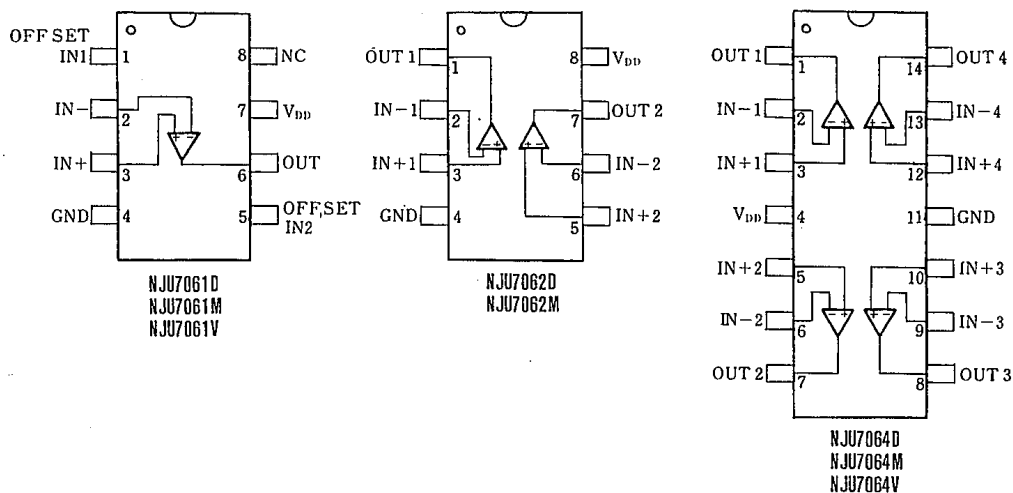 OFFSET
IN1
1
8
NC
IN-
2
7
VDD
IN+
3
6
OUT
GND
4
5
OFF,SET
IN2
+ -
NJU7061D
NJU7061M
NJU7061V
OUT 1
1
8
VDD
IN-1
2
7
OUT 2
IN+1
3
6
IN-2
GND
4
5
IN+2
NJU7062D
NJU7062M
OUT 1
1
14
OUT 4
IN-1
2
13
IN-4
IN+1
3
12
IN+4
VDD
4
11
GND
IN+2
5
10
IN+3
IN-2
6
9
IN-3
OUT 2
7
8
OUT 3
NJU7064D
NJU7064M
NJU7064V